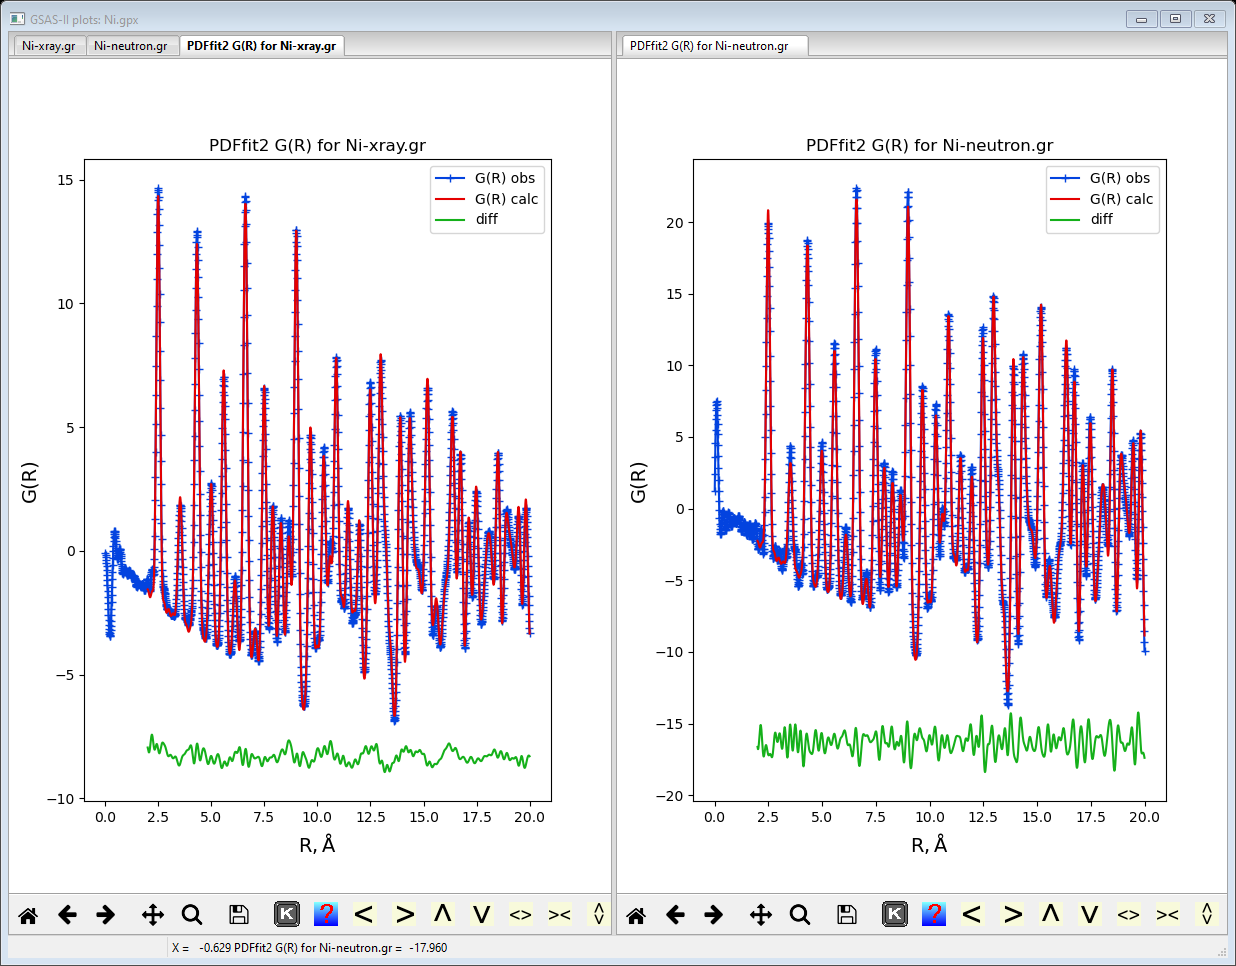 GSAS-II plots: Ni.gpx
Ni-xray.gr Ni-neutron.gr PDFfit2 G(R) for Ni-xray.gr
PDFfit2 G(R) for Ni-neutron.gr
PDFfit2 G(R) for Ni-xray.gr
G(R) obs
G(R) calc
diff
15
10
5
0
−5
−10
G(R)
0.0 2.5 5.0 7.5 10.0 12.5 15.0 17.5 20.0
R, Å
PDFfit2 G(R) for Ni-neutron.gr
G(R) obs
G(R) calc
diff
20
15
10
5
0
−5
−10
−15
−20
G(R)
0.0 2.5 5.0 7.5 10.0 12.5 15.0 17.5 20.0
R, Å
K ? < > <> ><
K ? < > <> ><
X = -0.629 PDFfit2 G(R) for Ni-neutron.gr = -17.960